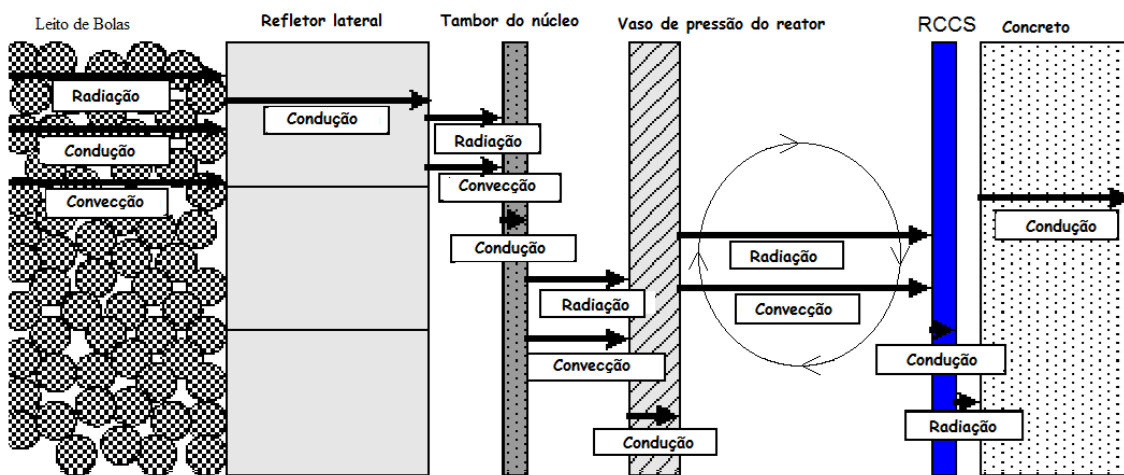 Leito de Bolas
Refletor lateral
Tambor do núcleo
Vaso de pressão do reator
RCCS
Concreto
Radiação
Condução
Convecção
Condução
Radiação
Convecção
Condução
Radiação
Convecção
Condução
Radiação
Convecção
Condução
Radiação
Condução